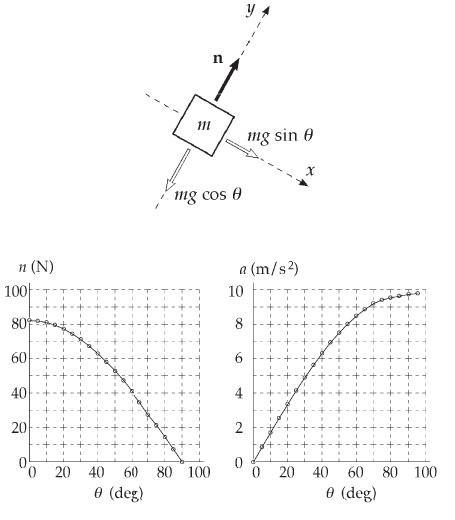 y
n
m
mg sin θ
x
mg cos θ
n (N)
100
80
60
40
20
0
0 20 40 60 80 100
θ (deg)
a (m/s²)
10
8
6
4
2
0
0 20 40 60 80 100
θ (deg)